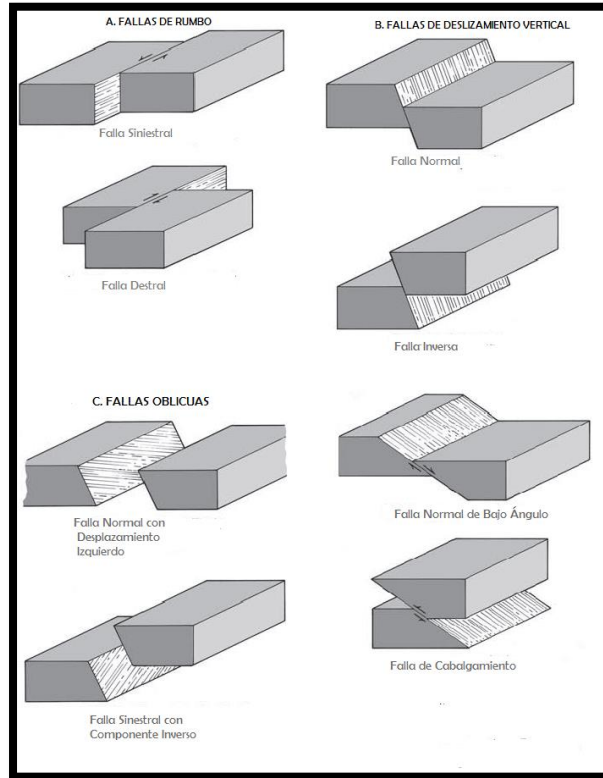 A. FALLAS DE RUMBO
Falla Siniestral
Falla Destral
B. FALLAS DE DESLIZAMIENTO VERTICAL
Falla Normal
Falla Inversa
Falla Normal de Bajo Ángulo
Falla de Cabalgamiento
C. FALLAS OBLICUAS
Falla Normal con
Desplazamiento
Izquierdo
Falla Sinestral con
Componente Inverso